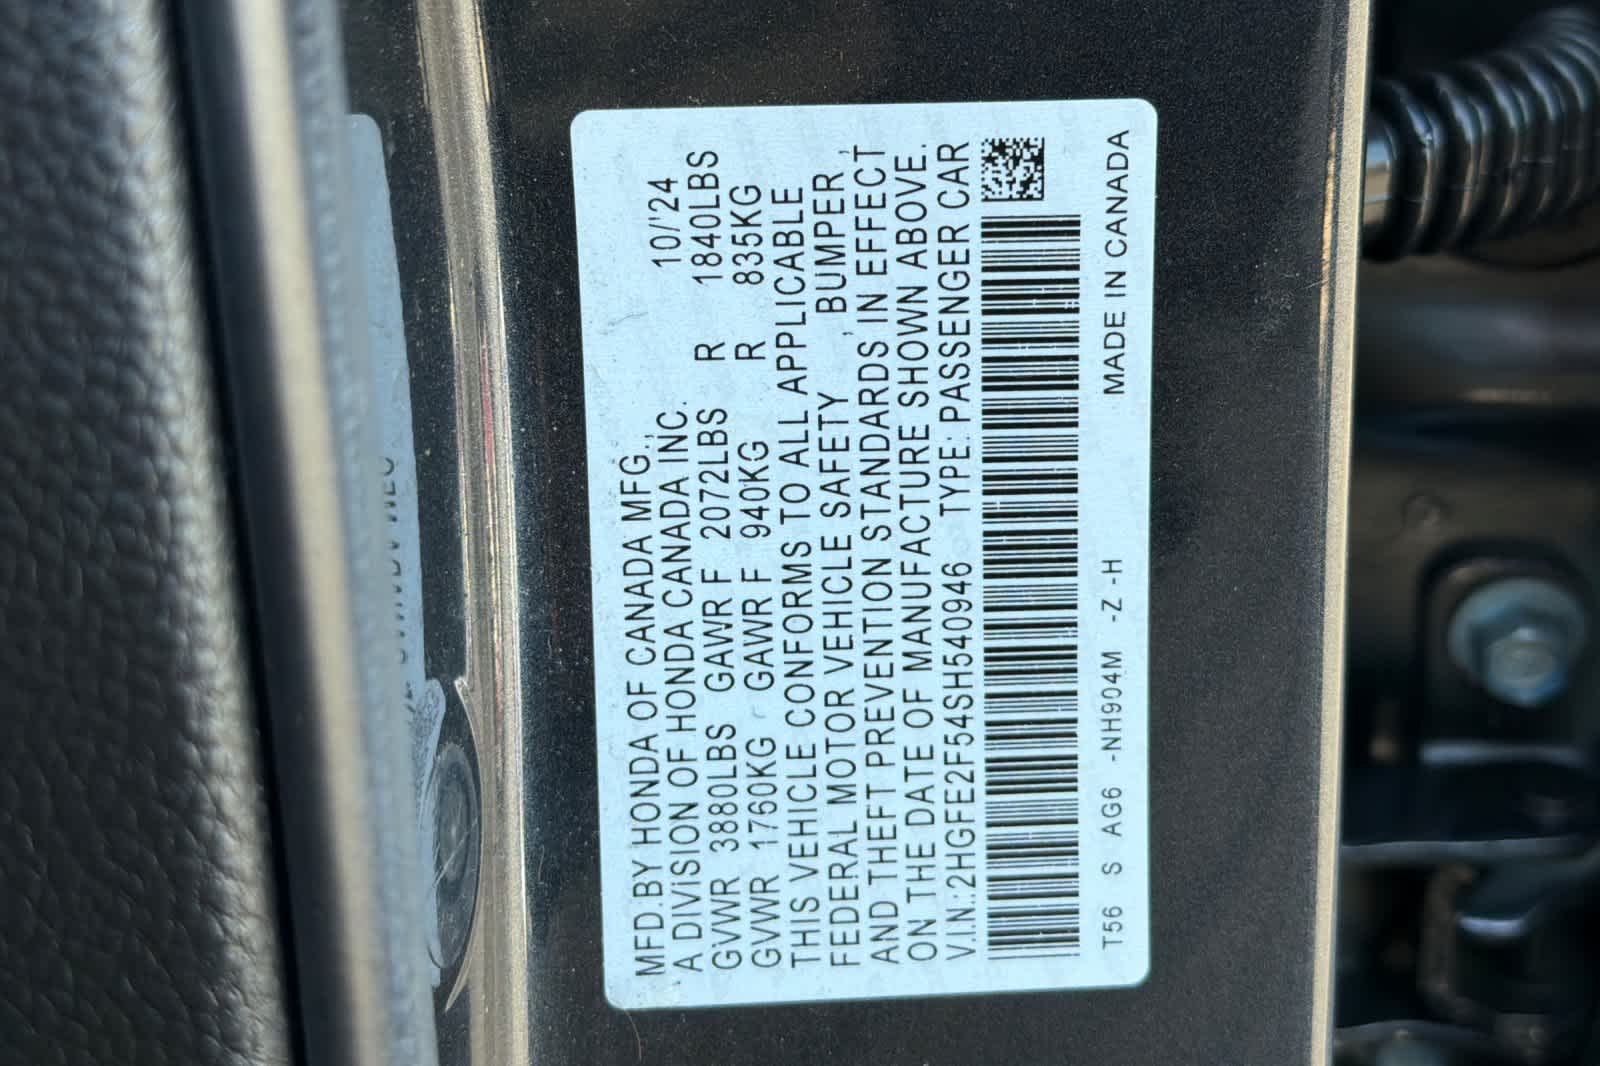 MFD.BY HONDA OF CANADA MFG., 10/'24
A DIVISION OF HONDA CANADA INC.
GVWR 3880LBS GAWR F 2072LBS R 1840LBS
GVWR 1760KG GAWR F 940KG R 835KG
THIS VEHICLE CONFORMS TO ALL APPLICABLE
FEDERAL MOTOR VEHICLE SAFETY, BUMPER,
AND THEFT PREVENTION STANDARDS IN EFFECT
ON THE DATE OF MANUFACTURE SHOWN ABOVE.
V.I.N.:2HGFE2F54SH540946 TYPE: PASSENGER CAR
T56 S AG6 -NH904M -Z -H MADE IN CANADA